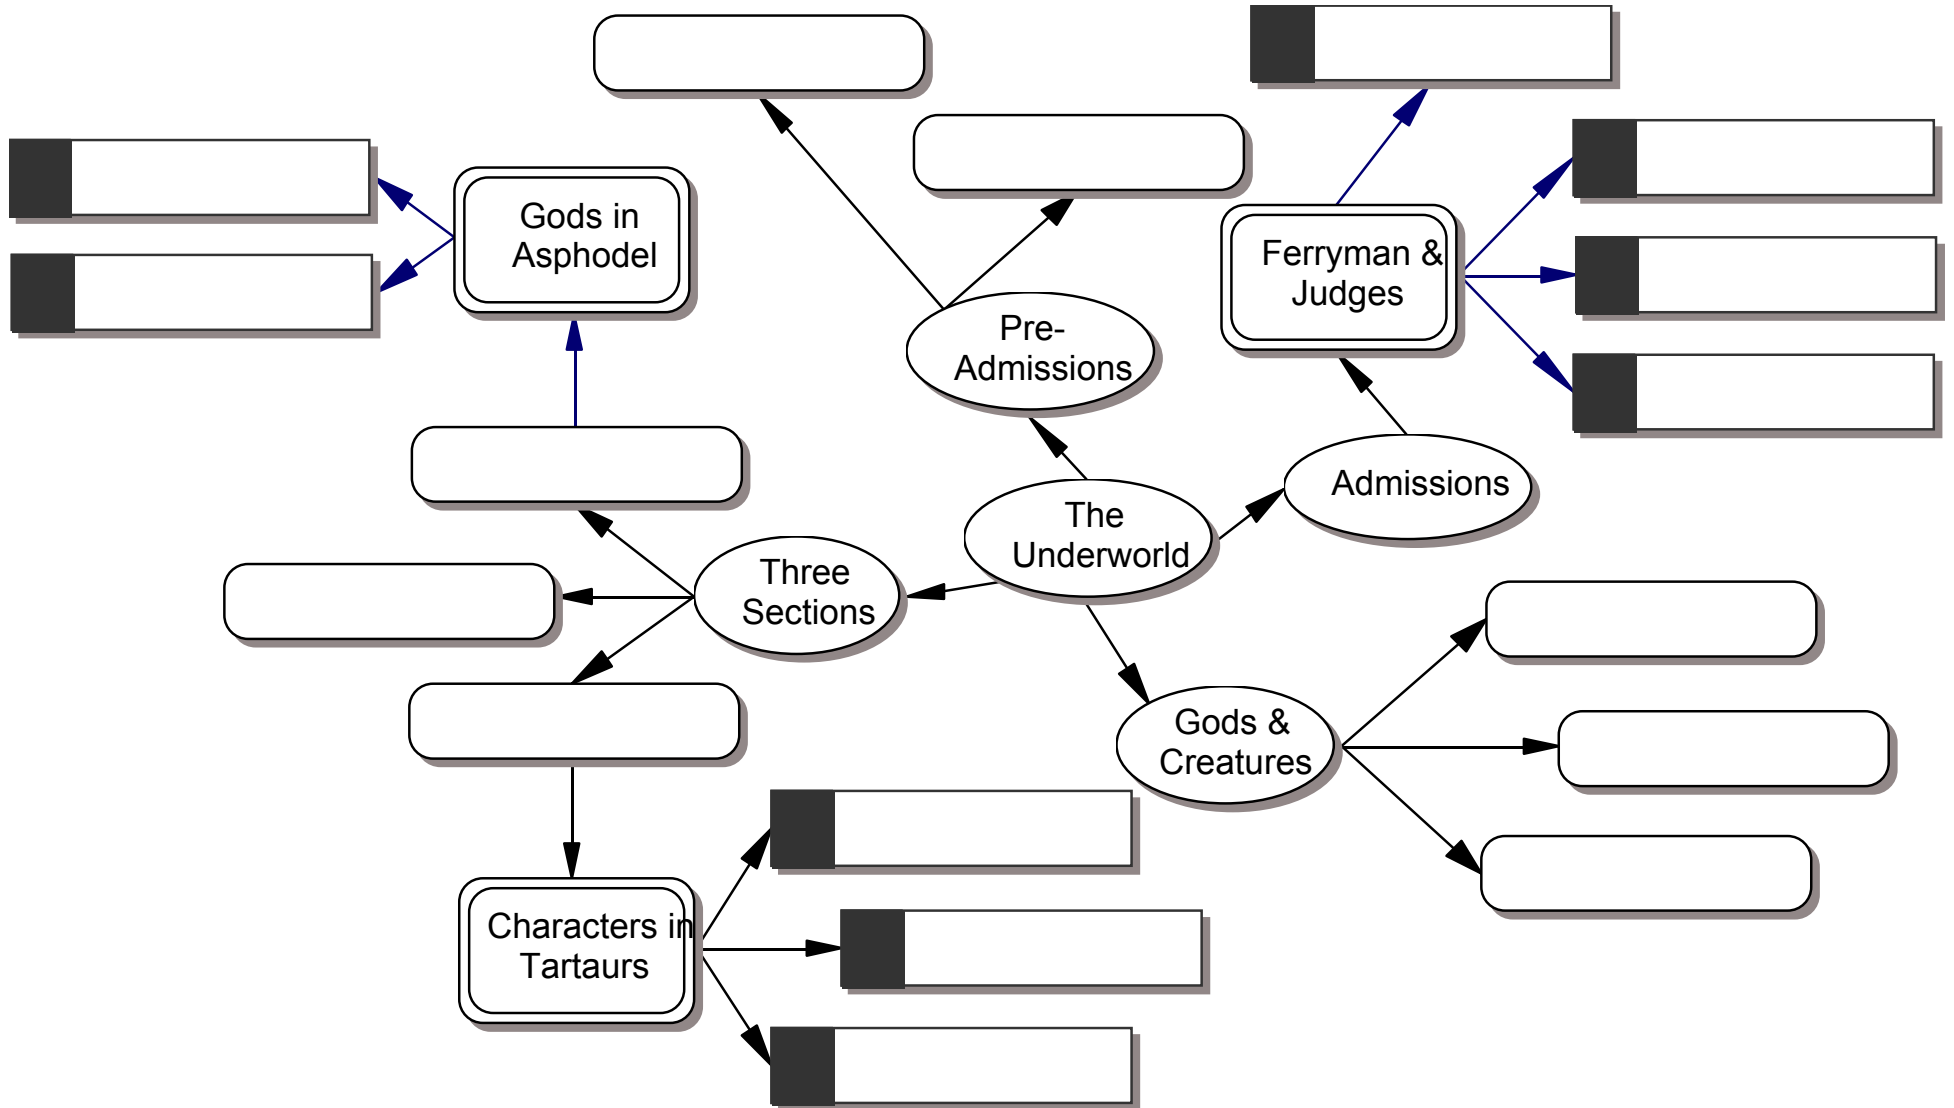 Gods in
Asphodel
Ferryman &
Judges
Pre-
Admissions
Admissions
The
Underworld
Three
Sections
Gods &
Creatures
Characters in
Tartaurs